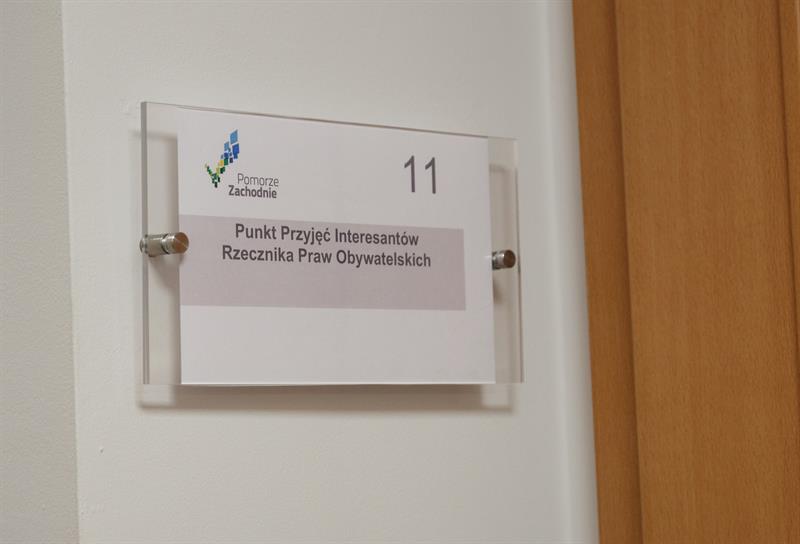 Pomorze
Zachodnie
11
Punkt Przyjęć Interesantów
Rzecznika Praw Obywatelskich